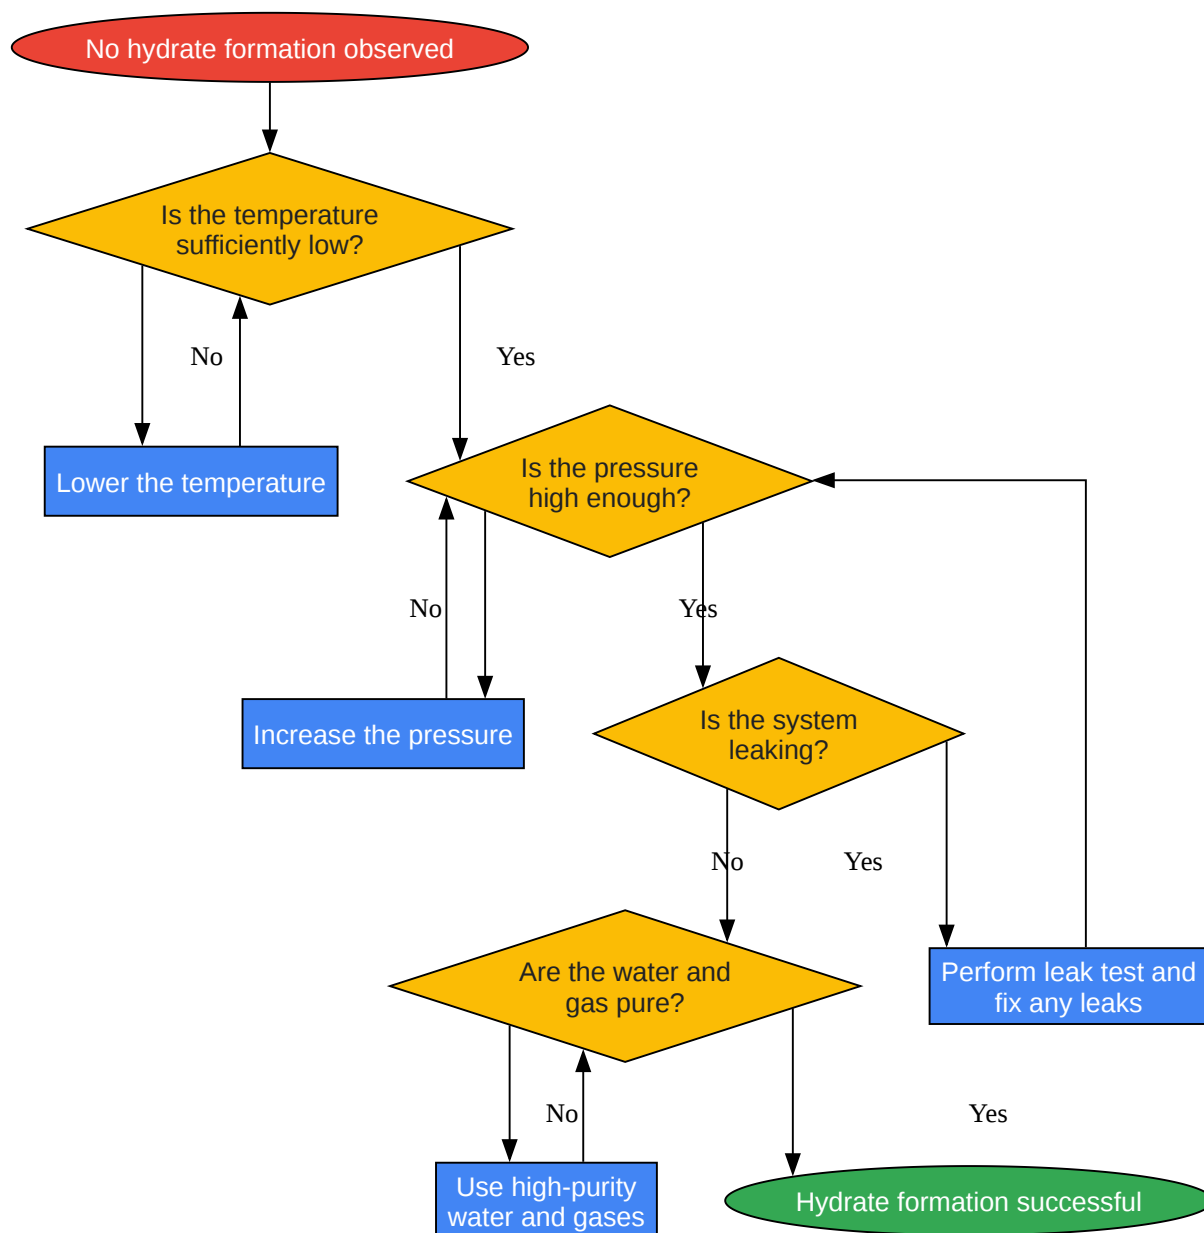 No hydrate formation observed
Is the temperature
sufficiently low?
No
Yes
Lower the temperature
Is the pressure
high enough?
No
Yes
Increase the pressure
Is the system
leaking?
No
Yes
Are the water and
gas pure?
Perform leak test and
fix any leaks
No
Yes
Use high-purity
water and gases
Hydrate formation successful